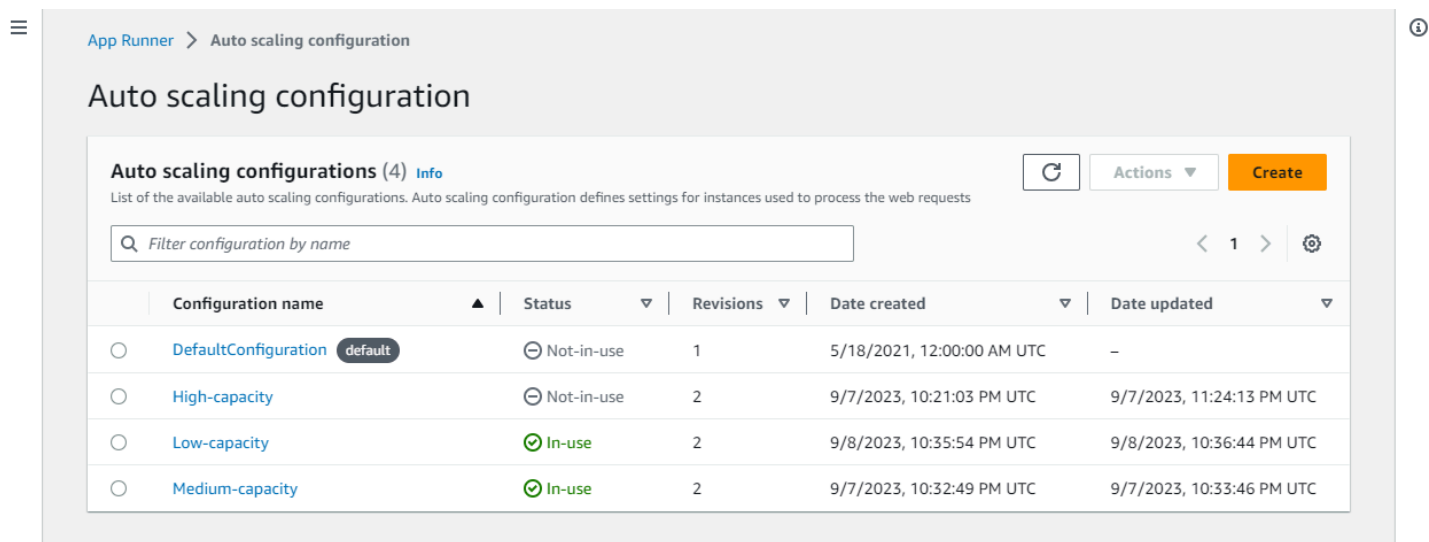 App Runner > Auto scaling configuration
Auto scaling configuration
Auto scaling configurations (4) Info
Actions Create
List of the available auto scaling configurations. Auto scaling configuration defines settings for instances used to process the web requests
Filter configuration by name
1
Configuration name Status Revisions Date created Date updated
DefaultConfiguration default Not-in-use 1 5/18/2021, 12:00:00 AM UTC –
High-capacity Not-in-use 2 9/7/2023, 10:21:03 PM UTC 9/7/2023, 11:24:13 PM UTC
Low-capacity In-use 2 9/8/2023, 10:35:54 PM UTC 9/8/2023, 10:36:44 PM UTC
Medium-capacity In-use 2 9/7/2023, 10:32:49 PM UTC 9/7/2023, 10:33:46 PM UTC